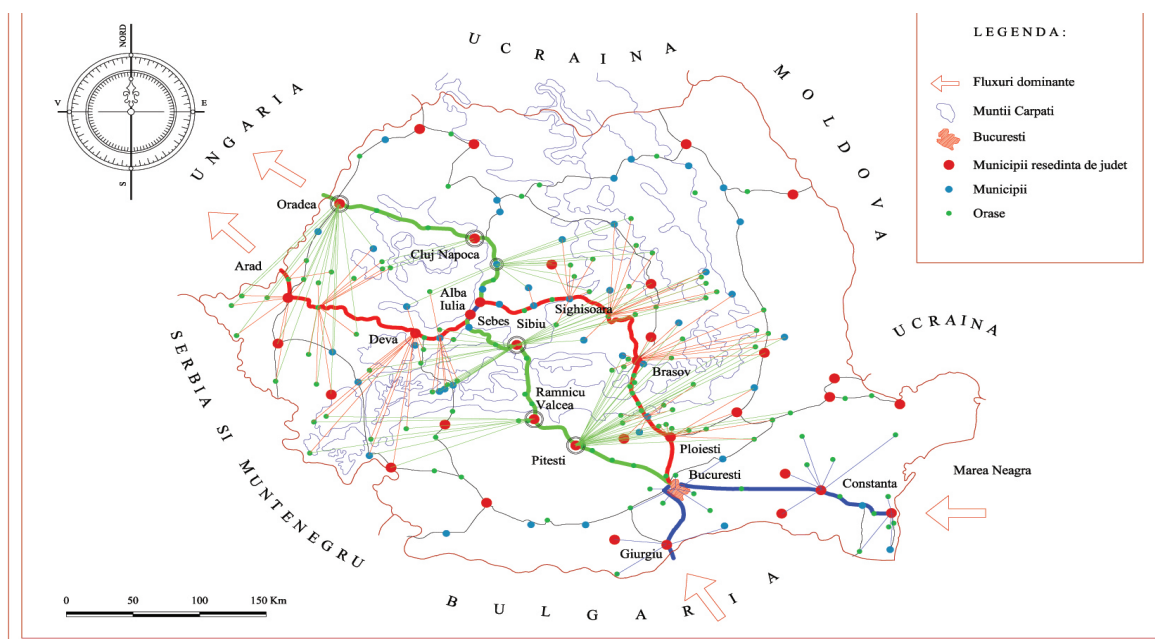 NORD
V
E
S
UNGARIA
UCRAINA
MOLDOVA
LEGENDA:
Fluxuri dominante
Muntii Carpati
Bucuresti
Municipii resedinta de judet
Municipii
Orase
Oradea
Cluj Napoca
Arad
Alba
Iulia
Sebes
Sibiu
Sighisoara
Deva
Brasov
UCRAINA
SERBIA SI MUNTENEGRU
Ramnicu
Valcea
Pitesti
Ploiesti
Bucuresti
Constanta
Marea Neagra
Giurgiu
BULGARIA
0 50 100 150 Km